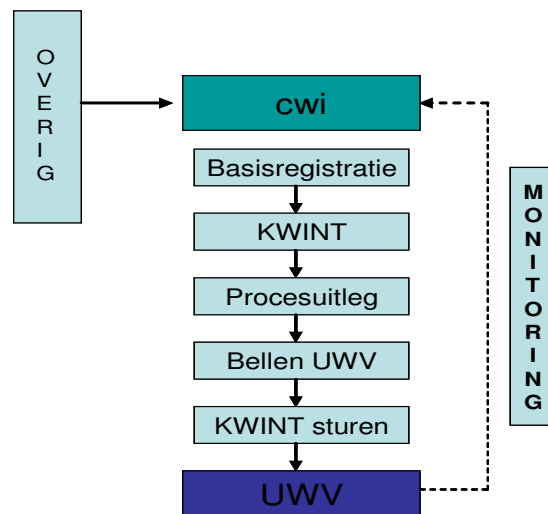 OVERIG
cwi
Basisregistratie
KWINT
Procesuitleg
Bellen UWV
KWINT sturen
UWV
MONITORING